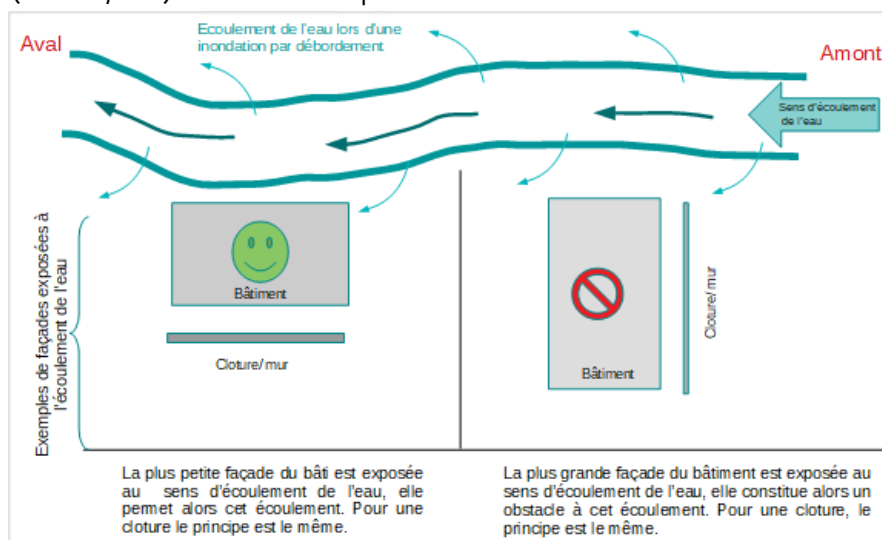 Ecoulement de l'eau lors d'une
inondation par débordement
Aval
Amont
Sens d'écoulement
de l'eau
Exemples de façades exposées à
l'écoulement de l'eau
Bâtiment
Cloture/ mur
Bâtiment
Cloture/ mur
La plus petite façade du bâti est exposée
au sens d'écoulement de l'eau, elle
permet alors cet écoulement. Pour une
cloture le principe est le même.
La plus grande façade du bâtiment est exposée au
sens d'écoulement de l'eau, elle constitue alors un
obstacle à cet écoulement. Pour une cloture, le
principe est le même.